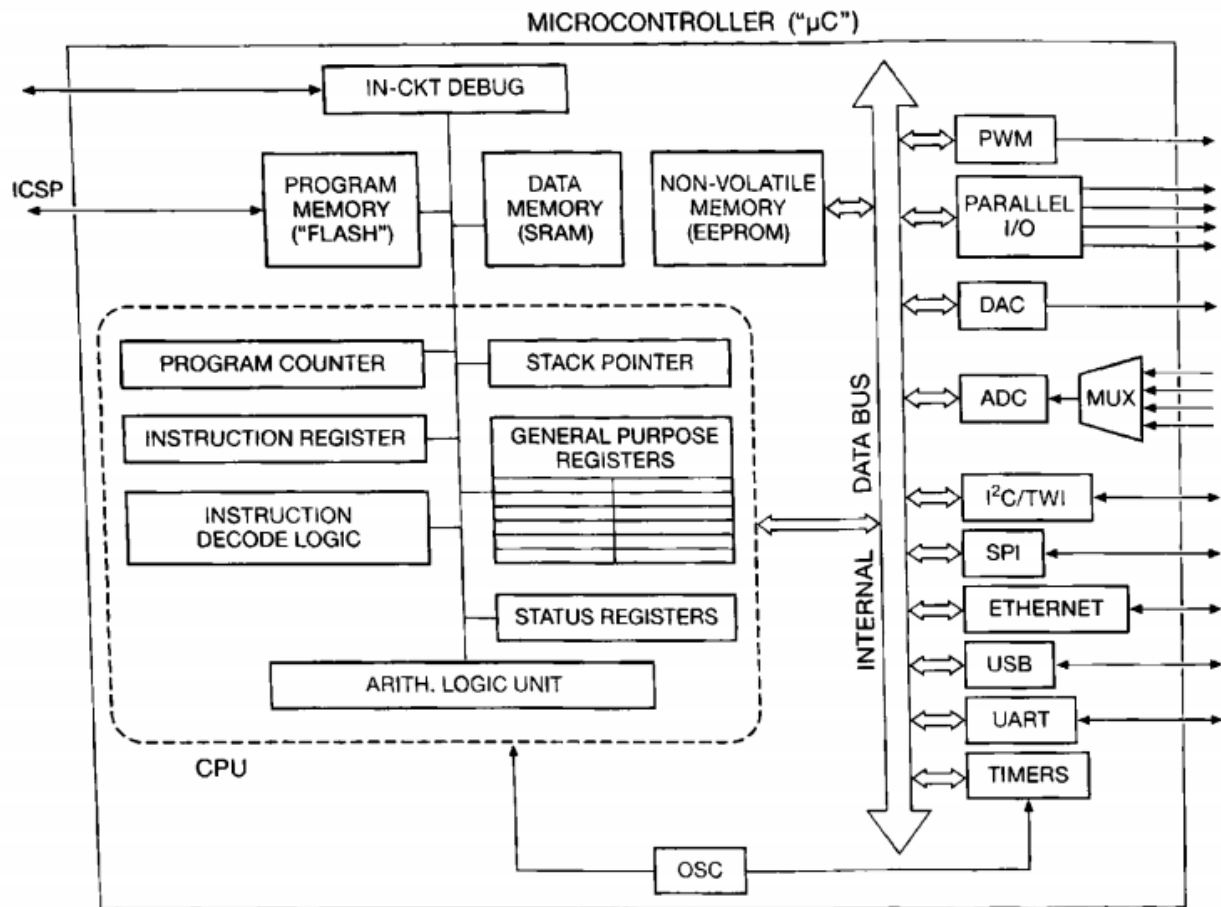 MICROCONTROLLER ("µC")
IN-CKT DEBUG
ICSP
PROGRAM
MEMORY
("FLASH")
DATA
MEMORY
(SRAM)
NON-VOLATILE
MEMORY
(EEPROM)
PROGRAM COUNTER
STACK POINTER
INSTRUCTION REGISTER
GENERAL PURPOSE
REGISTERS
INSTRUCTION
DECODE LOGIC
STATUS REGISTERS
ARITH. LOGIC UNIT
CPU
OSC
INTERNAL DATA BUS
PWM
PARALLEL
I/O
DAC
ADC
MUX
I²C/TWI
SPI
ETHERNET
USB
UART
TIMERS